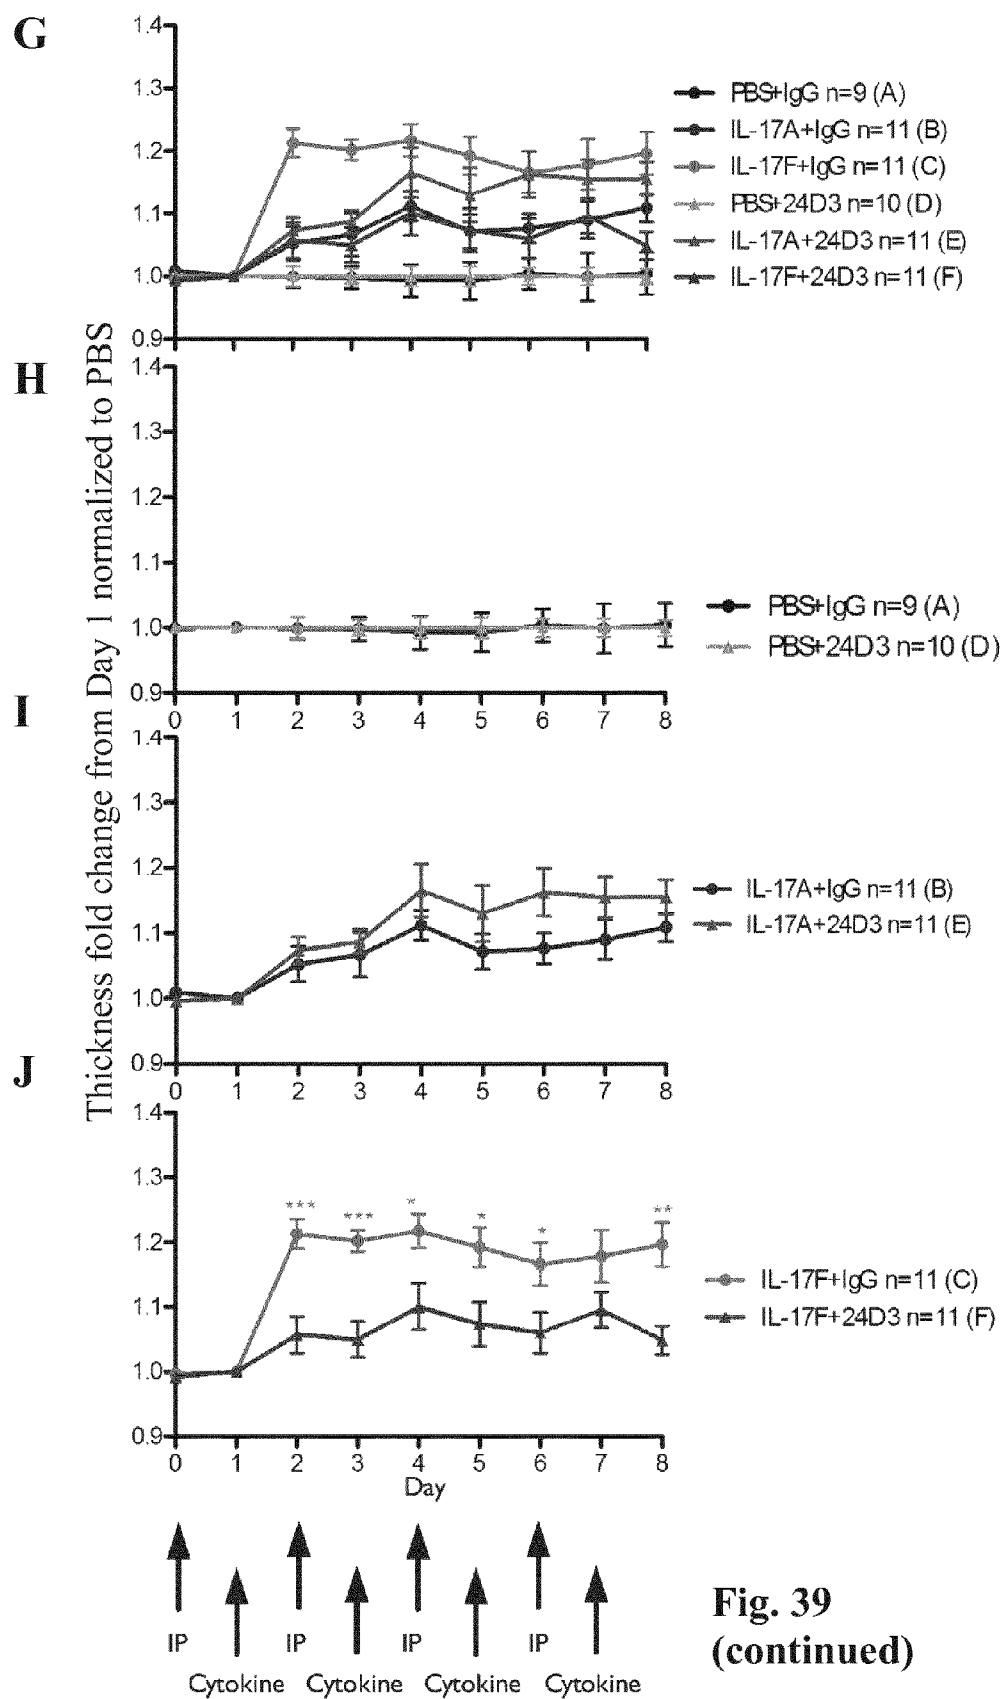 G
1.4
1.3
1.2
1.1
1.0
0.9
PBS+IgG n=9 (A)
IL-17A+IgG n=11 (B)
IL-17F+IgG n=11 (C)
PBS+24D3 n=10 (D)
IL-17A+24D3 n=11 (E)
IL-17F+24D3 n=11 (F)
Thickness fold change from Day 1 normalized to PBS
H
1.4
1.3
1.2
1.1
1.0
0.9
0 1 2 3 4 5 6 7 8
PBS+IgG n=9 (A)
PBS+24D3 n=10 (D)
I
1.4
1.3
1.2
1.1
1.0
0.9
0 1 2 3 4 5 6 7 8
IL-17A+IgG n=11 (B)
IL-17A+24D3 n=11 (E)
J
1.4
1.3
1.2
1.1
1.0
0.9
*** *** * * * **
0 1 2 3 4 5 6 7 8
Day
IL-17F+IgG n=11 (C)
IL-17F+24D3 n=11 (F)
IP IP IP IP
Cytokine Cytokine Cytokine Cytokine
Fig. 39
(continued)